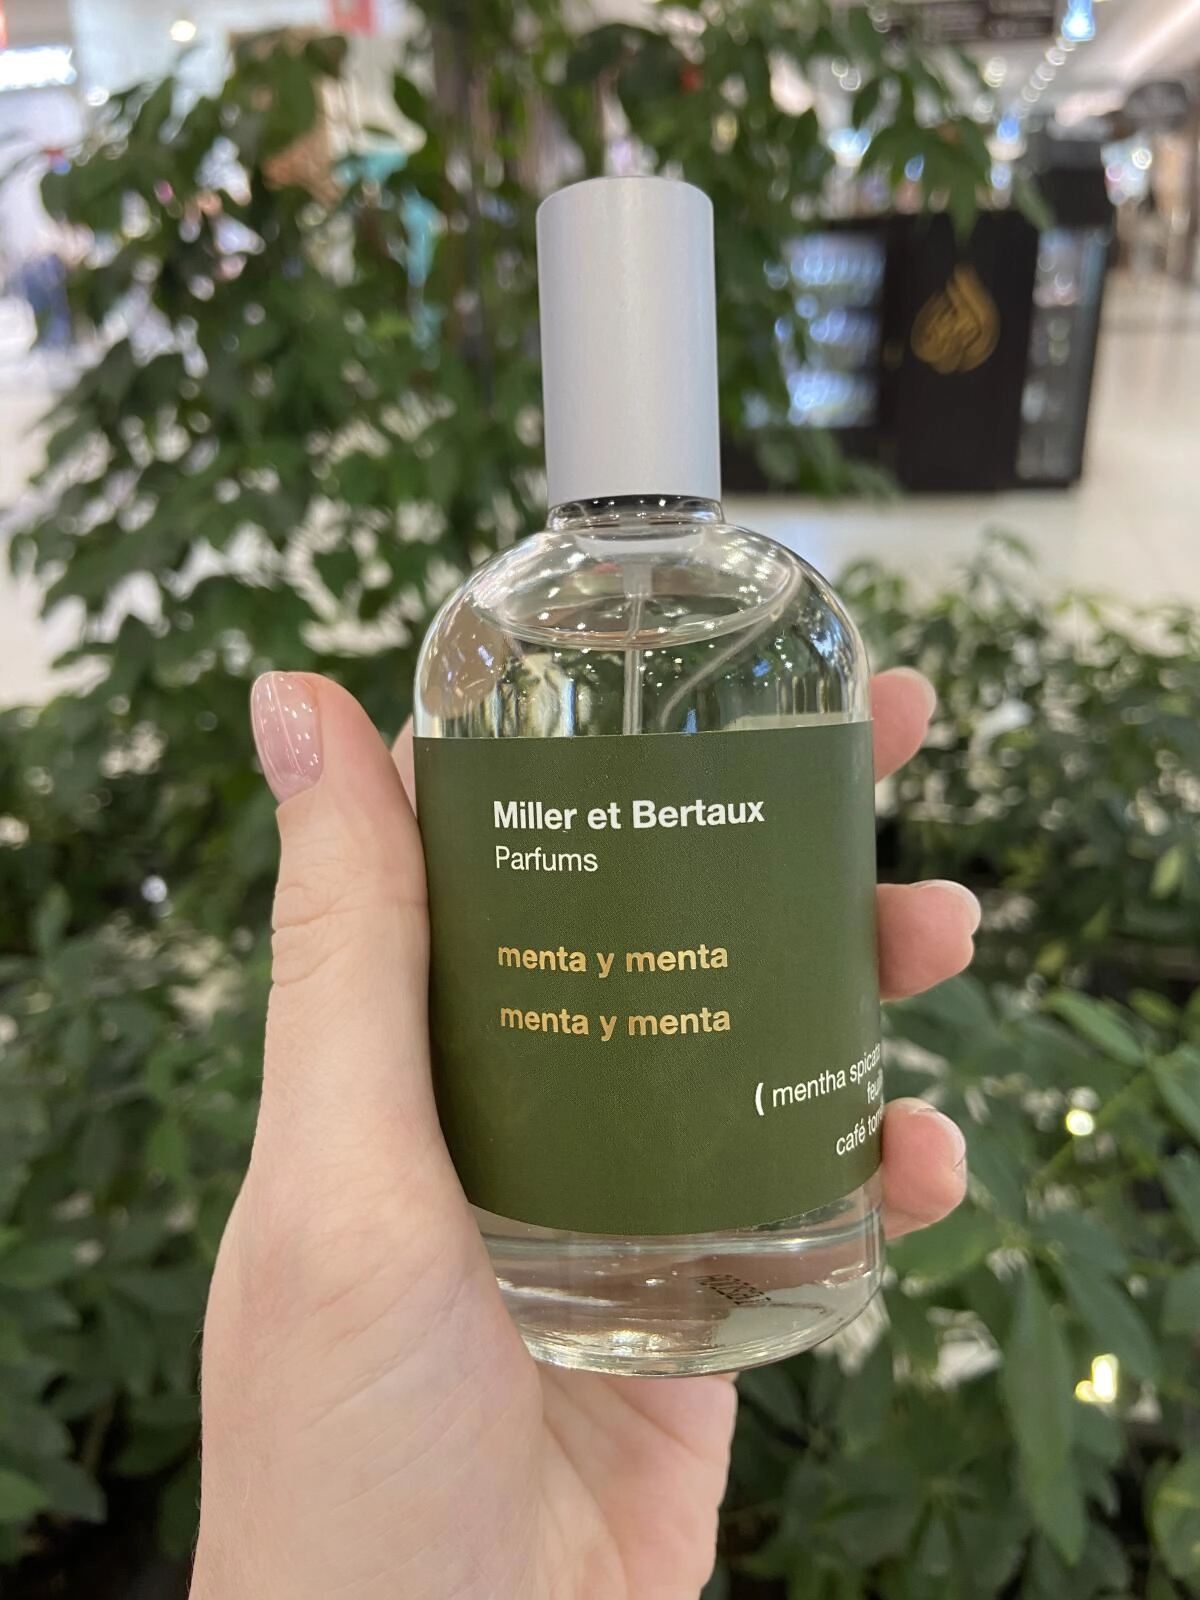 Miller et Bertaux
Parfums
menta y menta
menta y menta
( mentha spicata
café